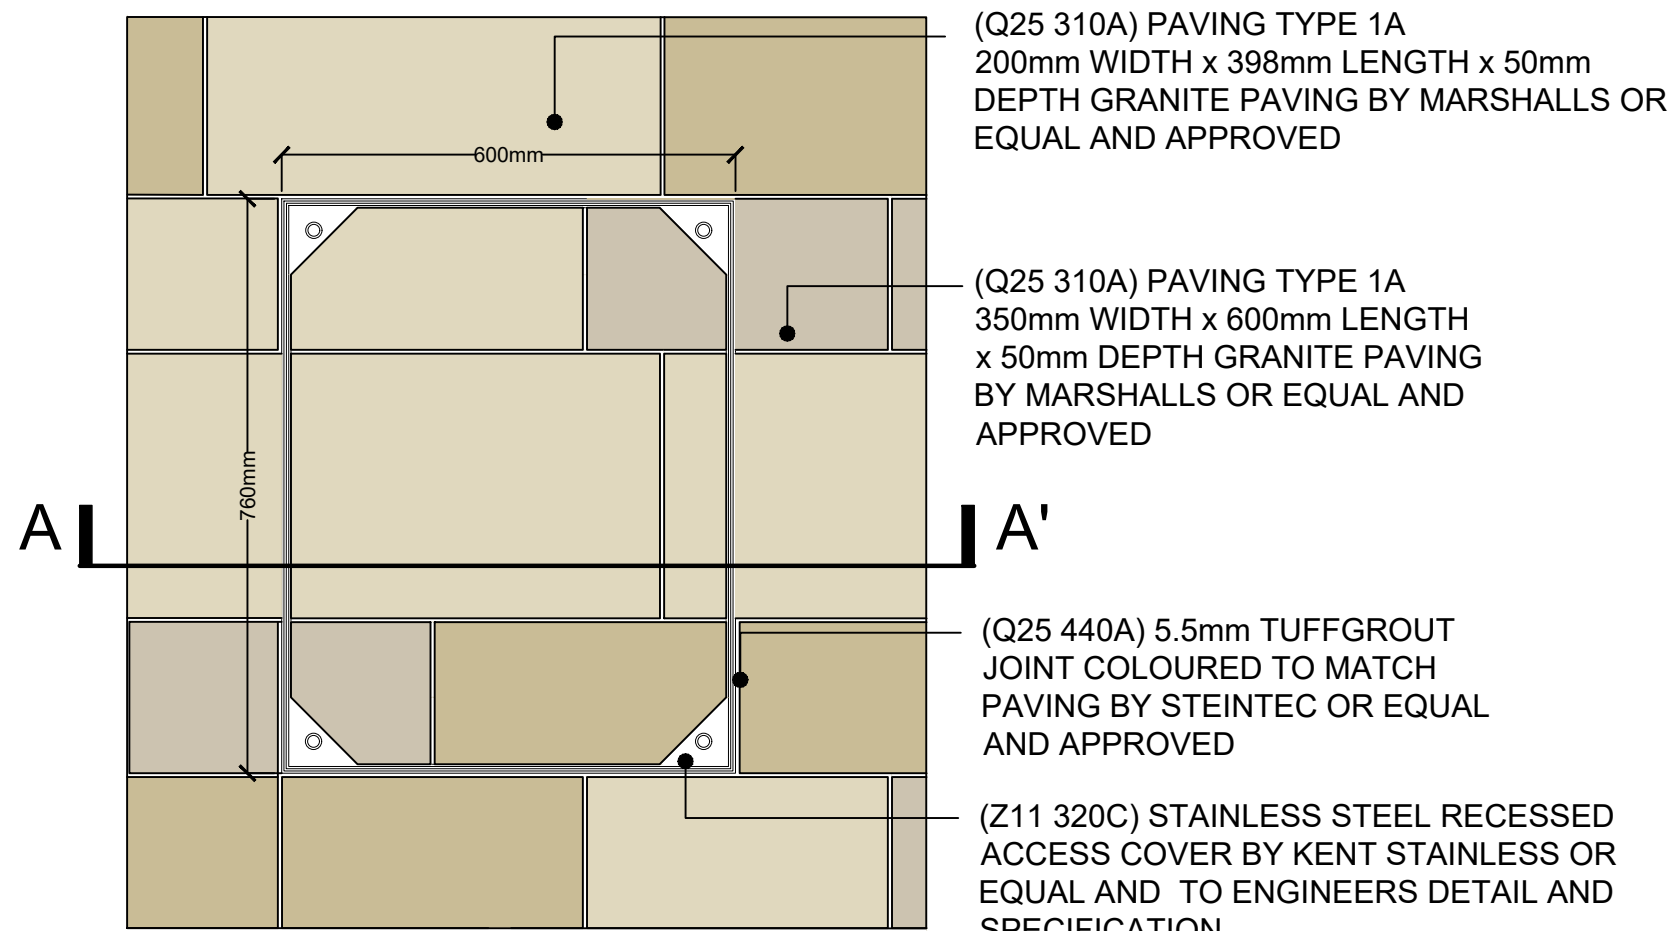 (Q25 310A) PAVING TYPE 1A
200mm WIDTH x 398mm LENGTH x 50mm
DEPTH GRANITE PAVING BY MARSHALLS OR
EQUAL AND APPROVED
600mm
(Q25 310A) PAVING TYPE 1A
350mm WIDTH x 600mm LENGTH
x 50mm DEPTH GRANITE PAVING
BY MARSHALLS OR EQUAL AND
APPROVED
760mm
A
A'
(Q25 440A) 5.5mm TUFFGROUT
JOINT COLOURED TO MATCH
PAVING BY STEINTEC OR EQUAL
AND APPROVED
(Z11 320C) STAINLESS STEEL RECESSED
ACCESS COVER BY KENT STAINLESS OR
EQUAL AND TO ENGINEERS DETAIL AND
SPECIFICATION